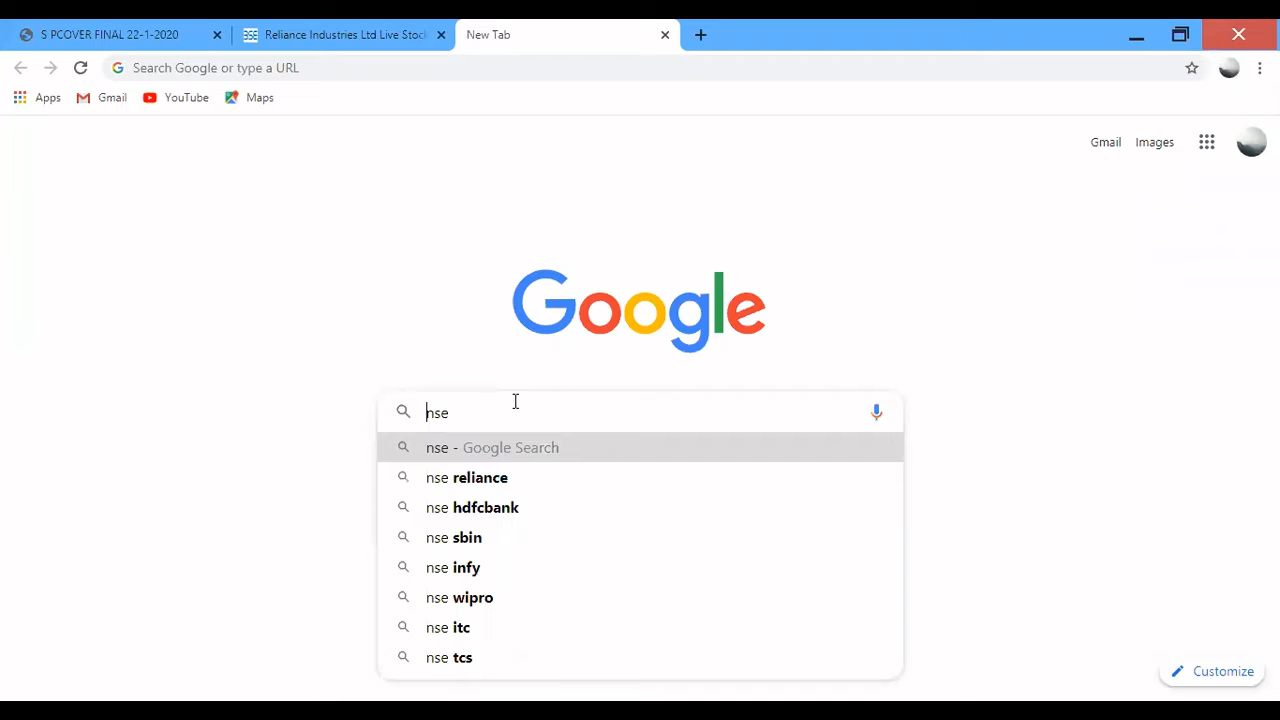 S PCOVER FINAL 22-1-2020
Reliance Industries Ltd Live Stoc
New Tab
Search Google or type a URL
Apps Gmail YouTube Maps
Gmail Images
Google
nse
nse - Google Search
nse reliance
nse hdfcbank
nse sbin
nse infy
nse wipro
nse itc
nse tcs
Customize